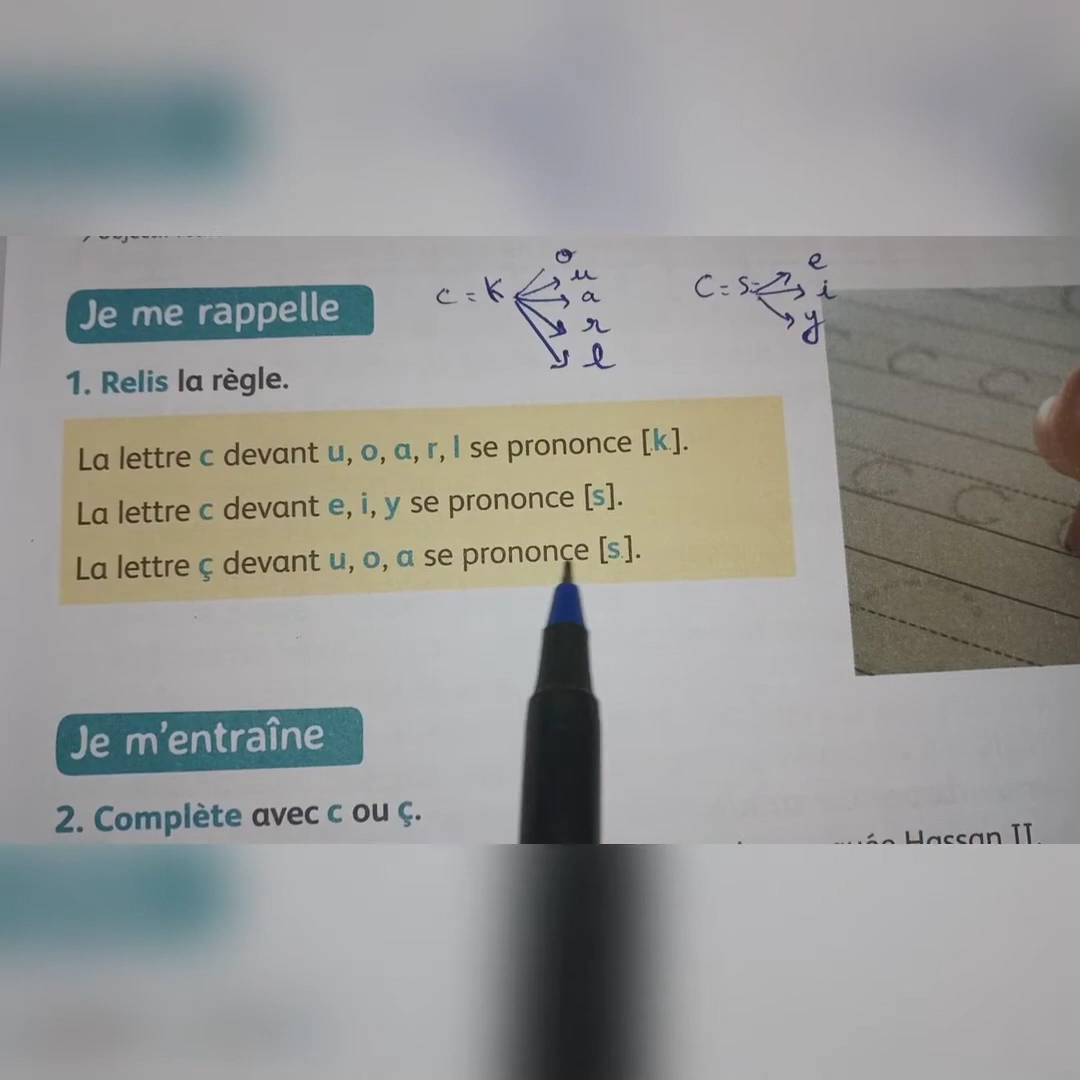 c = k
o
u
a
r
l
C = s
e
i
y
Je me rappelle
1. Relis la règle.
La lettre c devant u, o, a, r, l se prononce [k].
La lettre c devant e, i, y se prononce [s].
La lettre ç devant u, o, a se prononce [s].
C C
C C
Je m'entraîne
2. Complète avec c ou ç.
Hassan II.